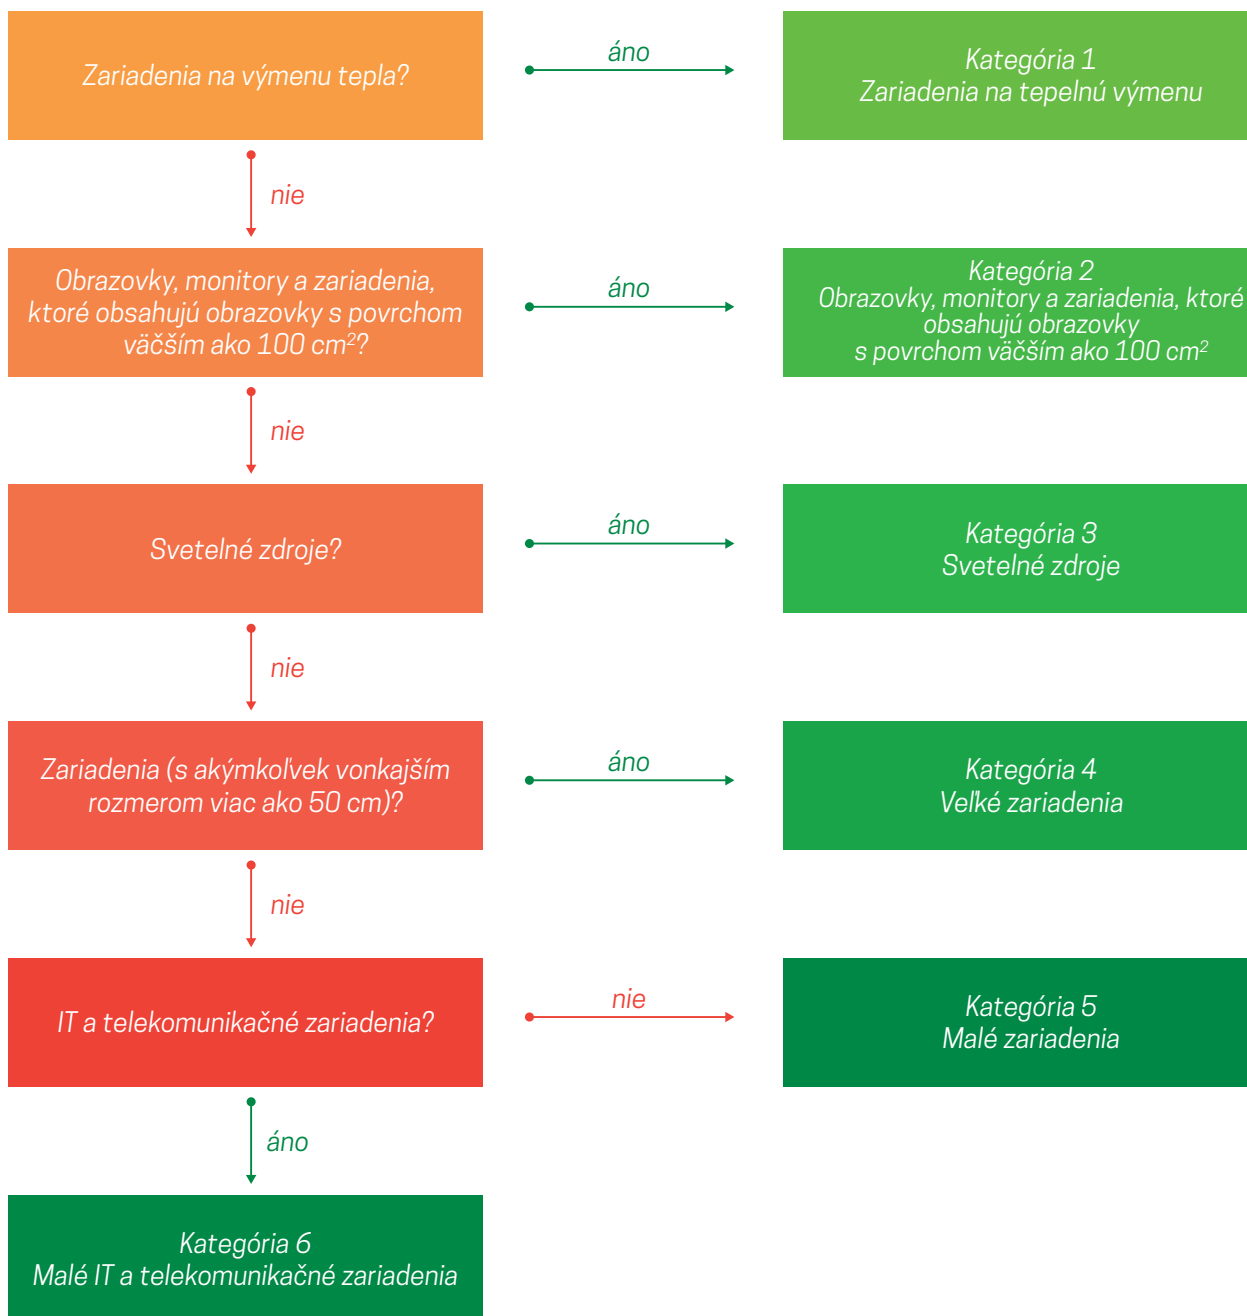 Zariadenia na výmenu tepla?
áno
Kategória 1
Zariadenia na tepelnú výmenu
nie
Obrazovky, monitory a zariadenia,
ktoré obsahujú obrazovky s povrchom
väčším ako 100 cm²?
áno
Kategória 2
Obrazovky, monitory a zariadenia, ktoré
obsahujú obrazovky
s povrchom väčším ako 100 cm²
nie
Svetelné zdroje?
áno
Kategória 3
Svetelné zdroje
nie
Zariadenia (s akýmkoľvek vonkajším
rozmerom viac ako 50 cm)?
áno
Kategória 4
Veľké zariadenia
nie
IT a telekomunikačné zariadenia?
nie
Kategória 5
Malé zariadenia
áno
Kategória 6
Malé IT a telekomunikačné zariadenia